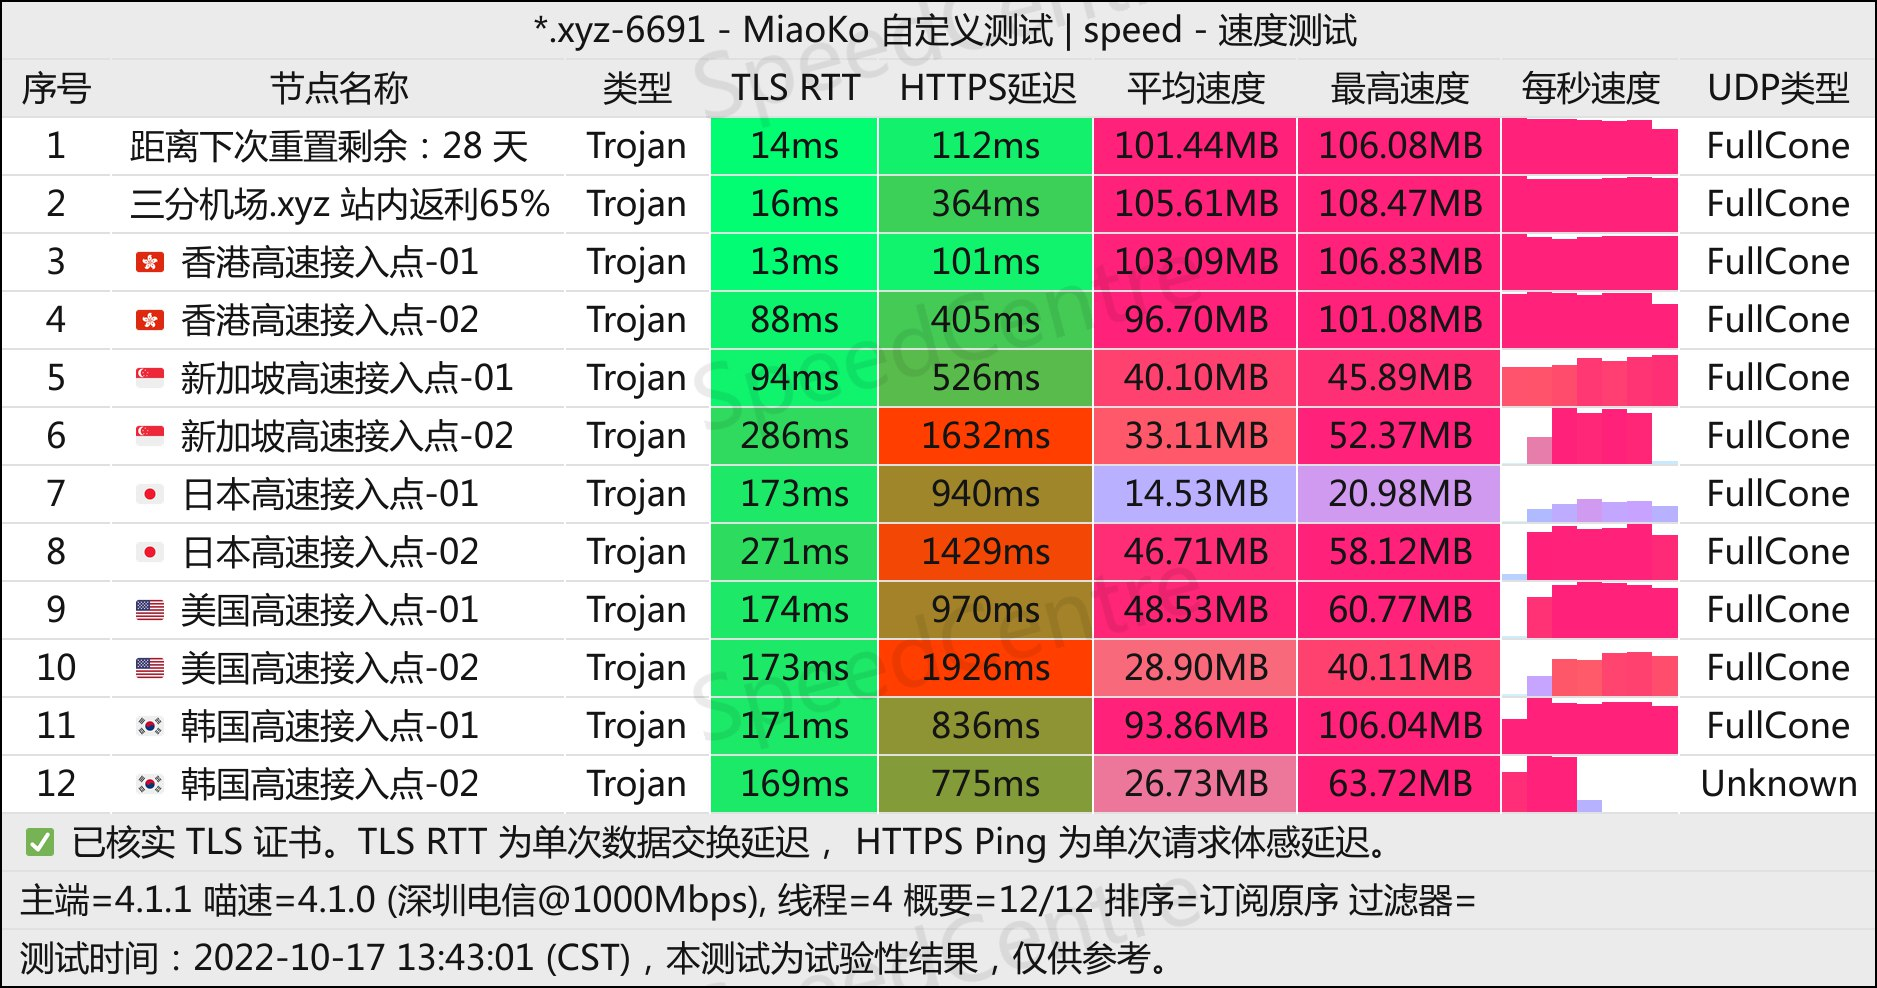 *.xyz-6691 - MiaoKo 自定义测试 | speed - 速度测试
序号 节点名称 类型 TLS RTT HTTPS延迟 平均速度 最高速度 每秒速度 UDP类型
1 距离下次重置剩余：28 天 Trojan 14ms 112ms 101.44MB 106.08MB FullCone
2 三分机场.xyz 站内返利65% Trojan 16ms 364ms 105.61MB 108.47MB FullCone
3 香港高速接入点-01 Trojan 13ms 101ms 103.09MB 106.83MB FullCone
4 香港高速接入点-02 Trojan 88ms 405ms 96.70MB 101.08MB FullCone
5 新加坡高速接入点-01 Trojan 94ms 526ms 40.10MB 45.89MB FullCone
6 新加坡高速接入点-02 Trojan 286ms 1632ms 33.11MB 52.37MB FullCone
7 日本高速接入点-01 Trojan 173ms 940ms 14.53MB 20.98MB FullCone
8 日本高速接入点-02 Trojan 271ms 1429ms 46.71MB 58.12MB FullCone
9 美国高速接入点-01 Trojan 174ms 970ms 48.53MB 60.77MB FullCone
10 美国高速接入点-02 Trojan 173ms 1926ms 28.90MB 40.11MB FullCone
11 韩国高速接入点-01 Trojan 171ms 836ms 93.86MB 106.04MB FullCone
12 韩国高速接入点-02 Trojan 169ms 775ms 26.73MB 63.72MB Unknown
✅ 已核实 TLS 证书。TLS RTT 为单次数据交换延迟， HTTPS Ping 为单次请求体感延迟。
主端=4.1.1 喵速=4.1.0 (深圳电信@1000Mbps), 线程=4 概要=12/12 排序=订阅原序 过滤器=
测试时间：2022-10-17 13:43:01 (CST)，本测试为试验性结果，仅供参考。
SpeedCentre
SpeedCentre
SpeedCentre
SpeedCentre